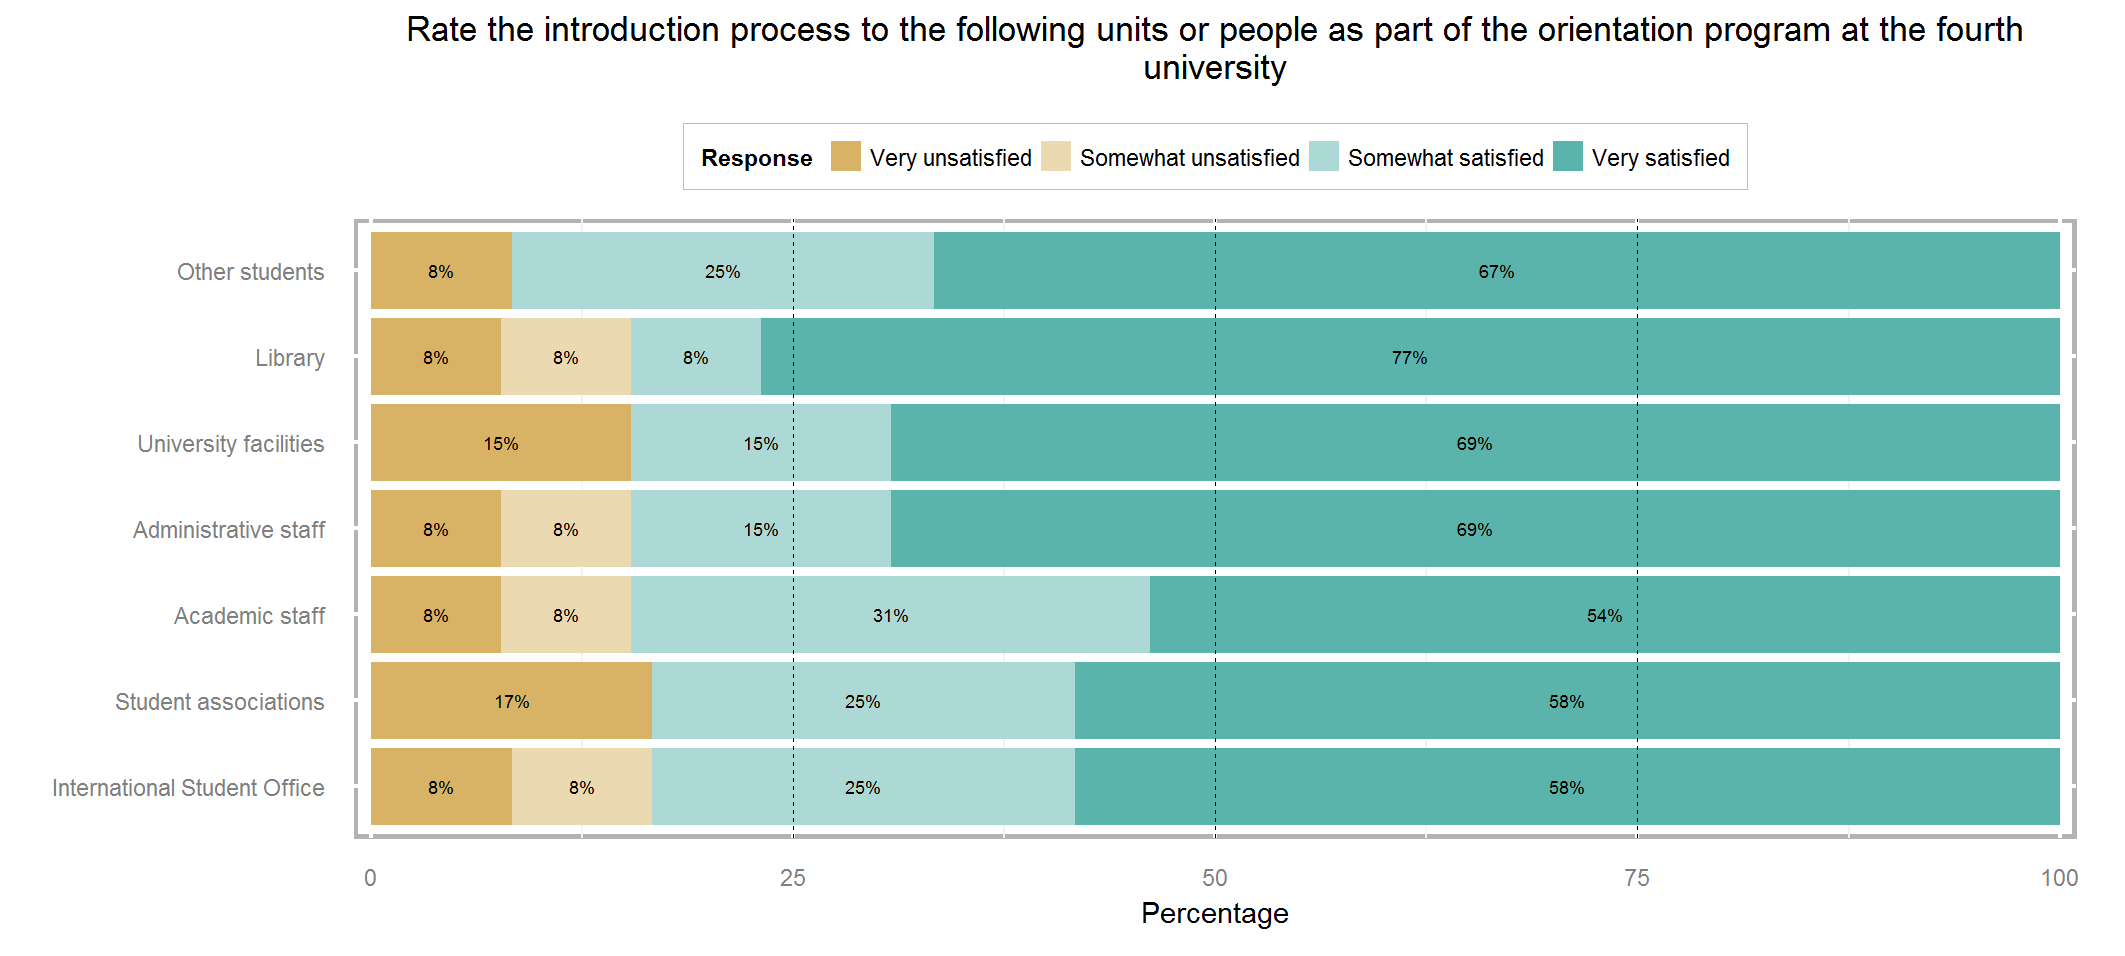 Rate the introduction process to the following units or people as part of the orientation program at the fourth
university
Response Very unsatisfied Somewhat unsatisfied Somewhat satisfied Very satisfied
Other students 8% 25% 67%
Library 8% 8% 8% 77%
University facilities 15% 15% 69%
Administrative staff 8% 8% 15% 69%
Academic staff 8% 8% 31% 54%
Student associations 17% 25% 58%
International Student Office 8% 8% 25% 58%
0 25 50 75 100
Percentage